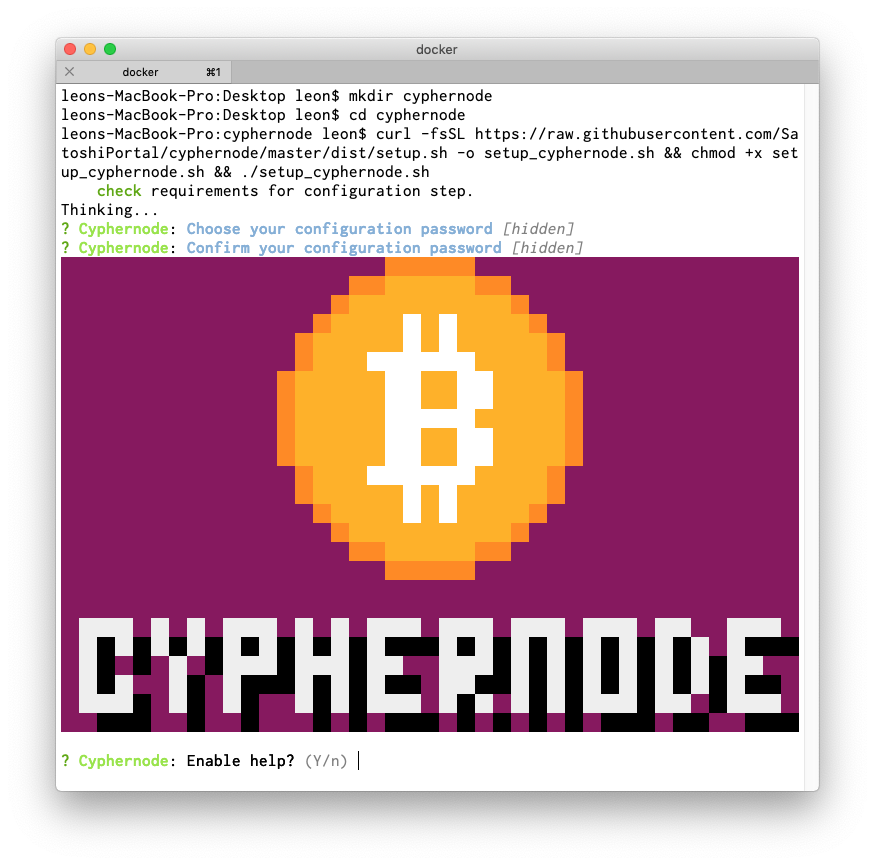 docker
docker ⌘1
leons-MacBook-Pro:Desktop leon$ mkdir cyphernode
leons-MacBook-Pro:Desktop leon$ cd cyphernode
leons-MacBook-Pro:cyphernode leon$ curl -fsSL https://raw.githubusercontent.com/Sa
toshiPortal/cyphernode/master/dist/setup.sh -o setup_cyphernode.sh && chmod +x set
up_cyphernode.sh && ./setup_cyphernode.sh
check requirements for configuration step.
Thinking...
? Cyphernode: Choose your configuration password [hidden]
? Cyphernode: Confirm your configuration password [hidden]
CYPHERNODE
? Cyphernode: Enable help? (Y/n)